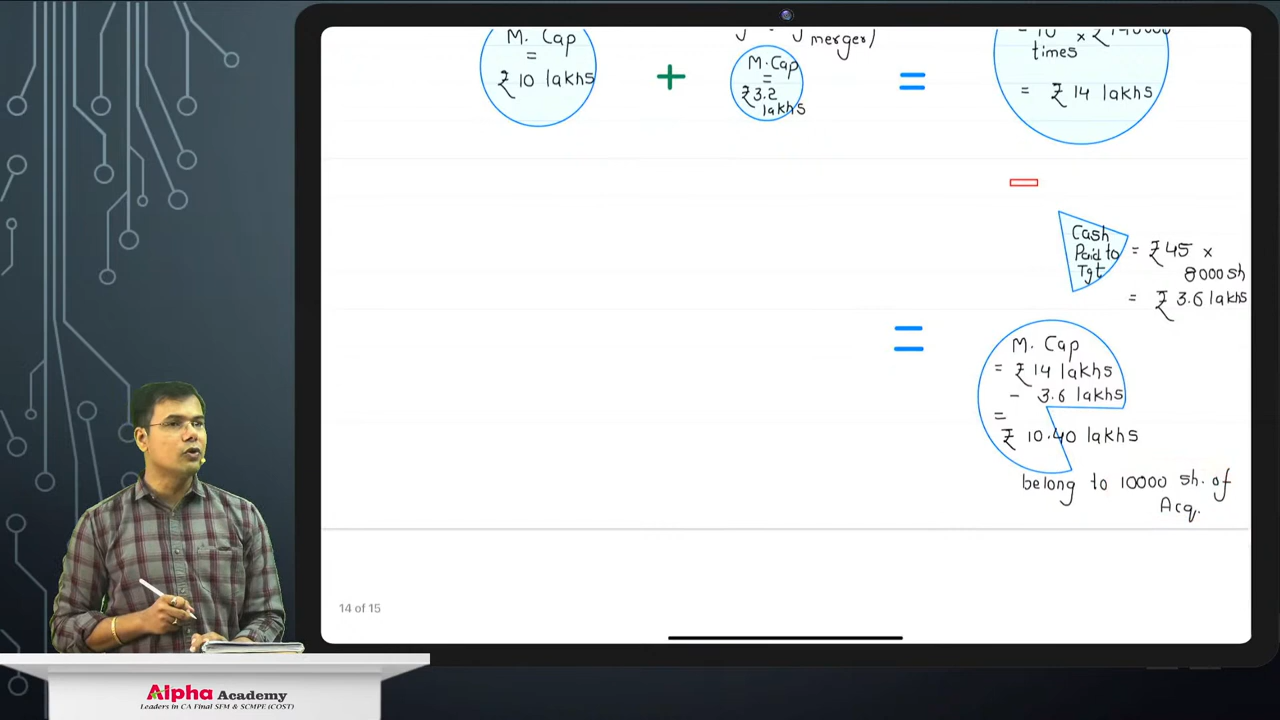 M. Cap
=
₹ 10 lakhs
+
merger)
M. Cap
=
₹3.2
lakhs
=
= 10 x ₹
times
= ₹ 14 lakhs
Cash
Paid to
Tgt
= ₹45 x
8000 sh
= ₹ 3.6 lakhs
=
M. Cap
= ₹ 14 lakhs
- 3.6 lakhs
=
₹ 10.40 lakhs
belong to 10000 sh. of
Acq.
14 of 15
Alpha Academy
Leaders in CA Final SFM & SCMPE (COST)